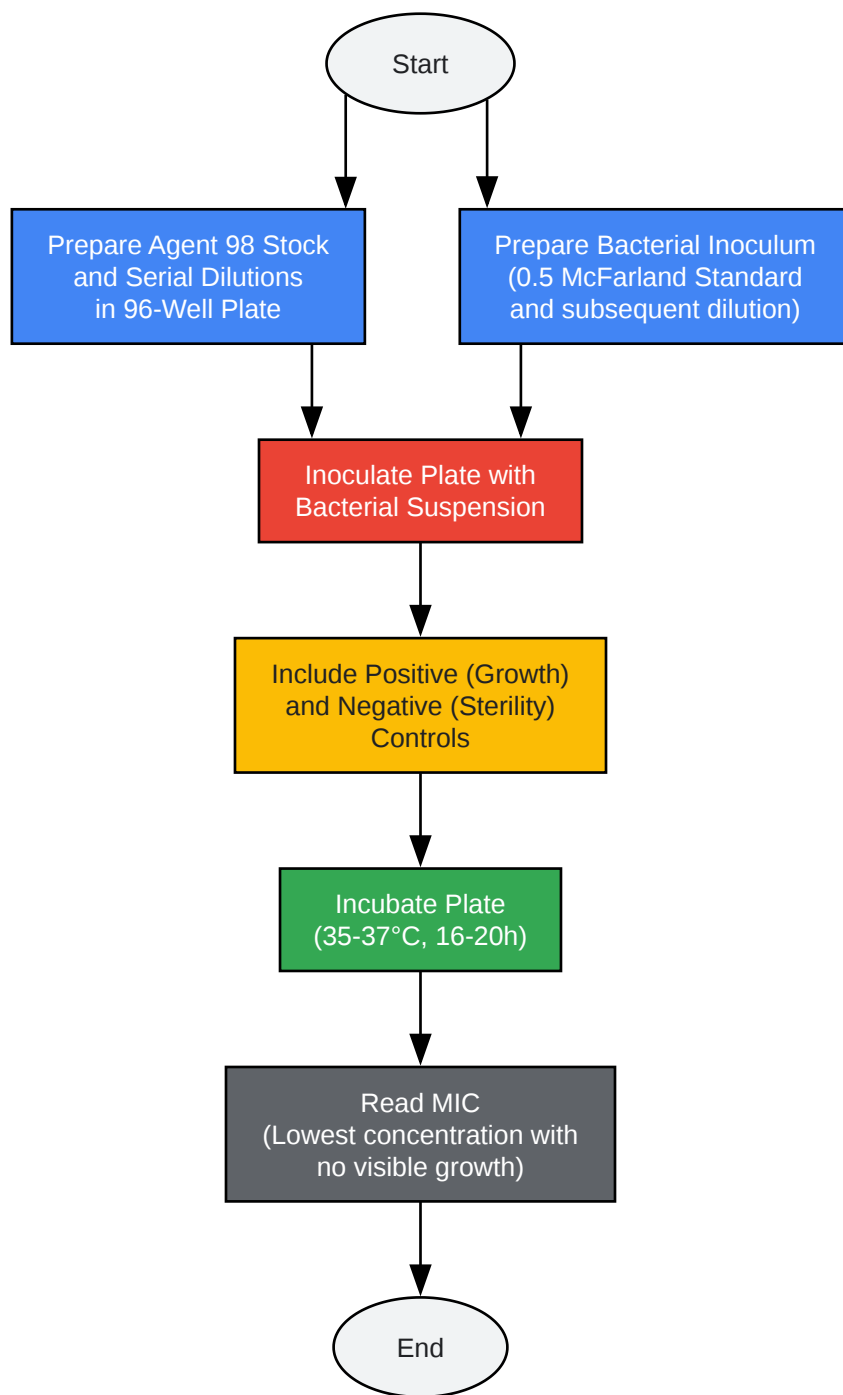 Start
Prepare Agent 98 Stock
and Serial Dilutions
in 96-Well Plate
Prepare Bacterial Inoculum
(0.5 McFarland Standard
and subsequent dilution)
Inoculate Plate with
Bacterial Suspension
Include Positive (Growth)
and Negative (Sterility)
Controls
Incubate Plate
(35-37°C, 16-20h)
Read MIC
(Lowest concentration with
no visible growth)
End